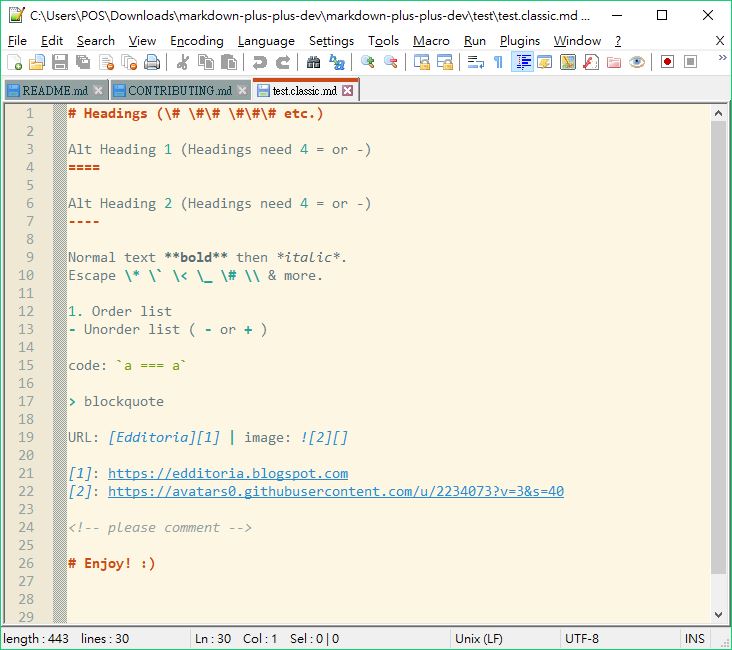 C:\Users\POS\Downloads\markdown-plus-plus-dev\markdown-plus-plus-dev\test\test.classic.md ...
File Edit Search View Encoding Language Settings Tools Macro Run Plugins Window ? X
README.md CONTRIBUTING.md test.classic.md
1 # Headings (\# \#\# \#\#\# etc.)
2
3 Alt Heading 1 (Headings need 4 = or -)
4 ====
5
6 Alt Heading 2 (Headings need 4 = or -)
7 ----
8
9 Normal text **bold** then *italic*.
10 Escape \* \` \< \_ \# \\ & more.
11
12 1. Order list
13 - Unorder list ( - or + )
14
15 code: `a === a`
16
17 > blockquote
18
19 URL: [Edditoria][1] | image: ![2][]
20
21 [1]: https://edditoria.blogspot.com
22 [2]: https://avatars0.githubusercontent.com/u/2234073?v=3&s=40
23
24 <!-- please comment -->
25
26 # Enjoy! :)
27
28
29
length : 443 lines : 30 Ln : 30 Col : 1 Sel : 0 | 0 Unix (LF) UTF-8 INS